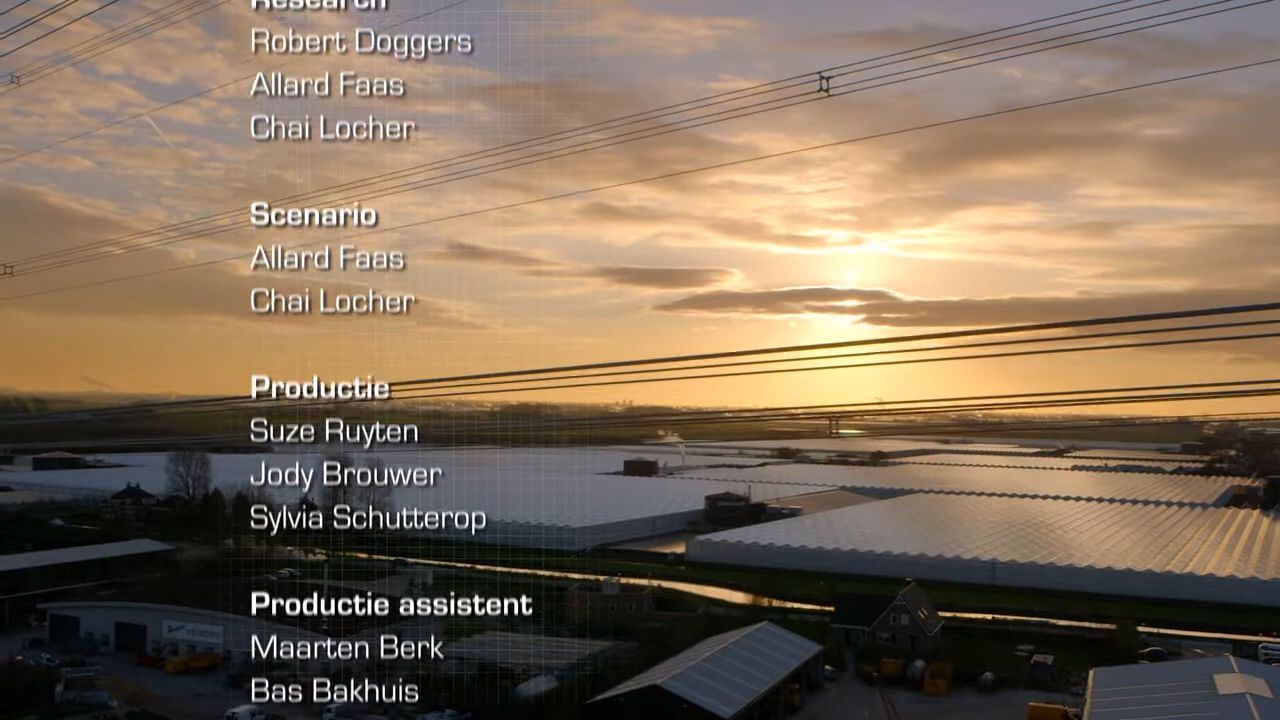 Research
Robert Doggers
Allard Faas
Chai Locher
Scenario
Allard Faas
Chai Locher
Productie
Suze Ruyten
Jody Brouwer
Sylvia Schutterop
Productie assistent
Maarten Berk
Bas Bakhuis